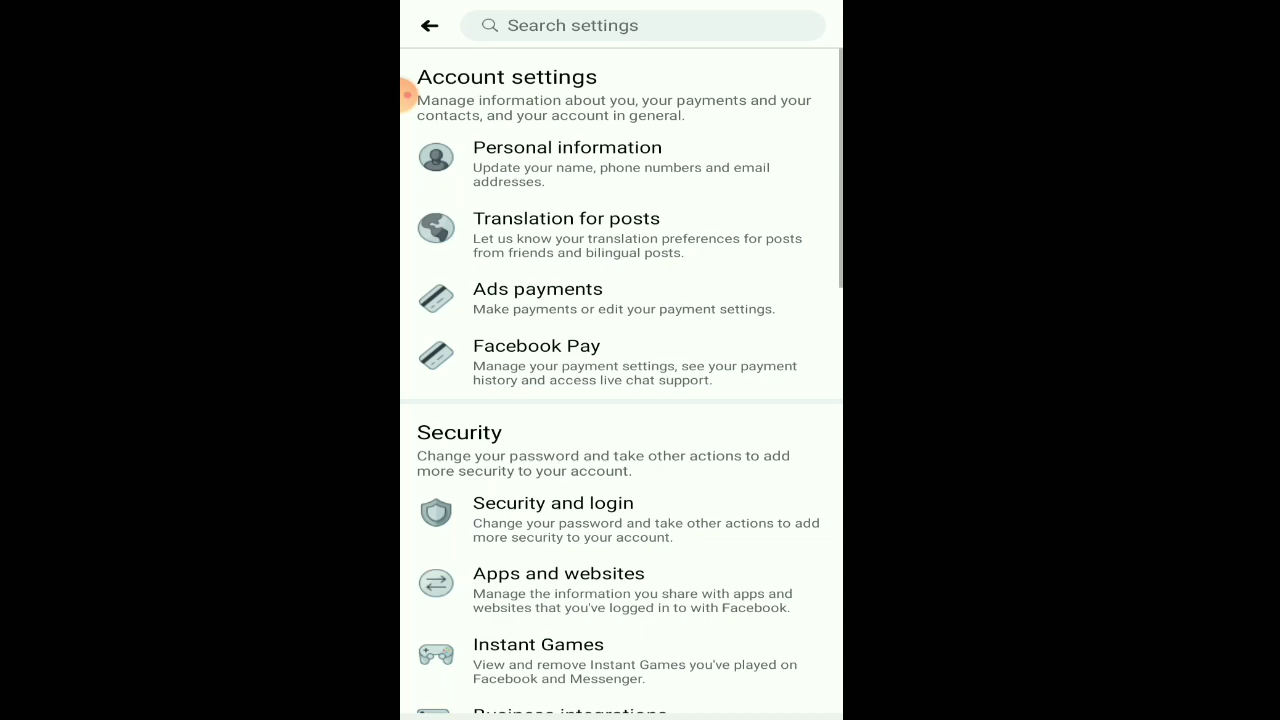 Search settings
Account settings
Manage information about you, your payments and your
contacts, and your account in general.
Personal information
Update your name, phone numbers and email
addresses.
Translation for posts
Let us know your translation preferences for posts
from friends and bilingual posts.
Ads payments
Make payments or edit your payment settings.
Facebook Pay
Manage your payment settings, see your payment
history and access live chat support.
Security
Change your password and take other actions to add
more security to your account.
Security and login
Change your password and take other actions to add
more security to your account.
Apps and websites
Manage the information you share with apps and
websites that you've logged in to with Facebook.
Instant Games
View and remove Instant Games you've played on
Facebook and Messenger.
Business integrations